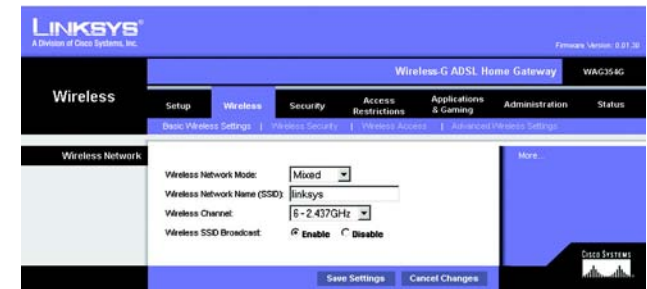 LINKSYS®
A Division of Cisco Systems, Inc.
Firmware Version: 0.01.30
Wireless-G ADSL Home Gateway WAG354G
Wireless
Setup Wireless Security Access Restrictions Applications & Gaming Administration Status
Basic Wireless Settings | Wireless Security | Wireless Access | Advanced Wireless Settings
Wireless Network
More...
Wireless Network Mode: Mixed
Wireless Network Name (SSID): linksys
Wireless Channel: 6 - 2.437GHz
Wireless SSID Broadcast: Enable Disable
Save Settings Cancel Changes
CISCO SYSTEMS